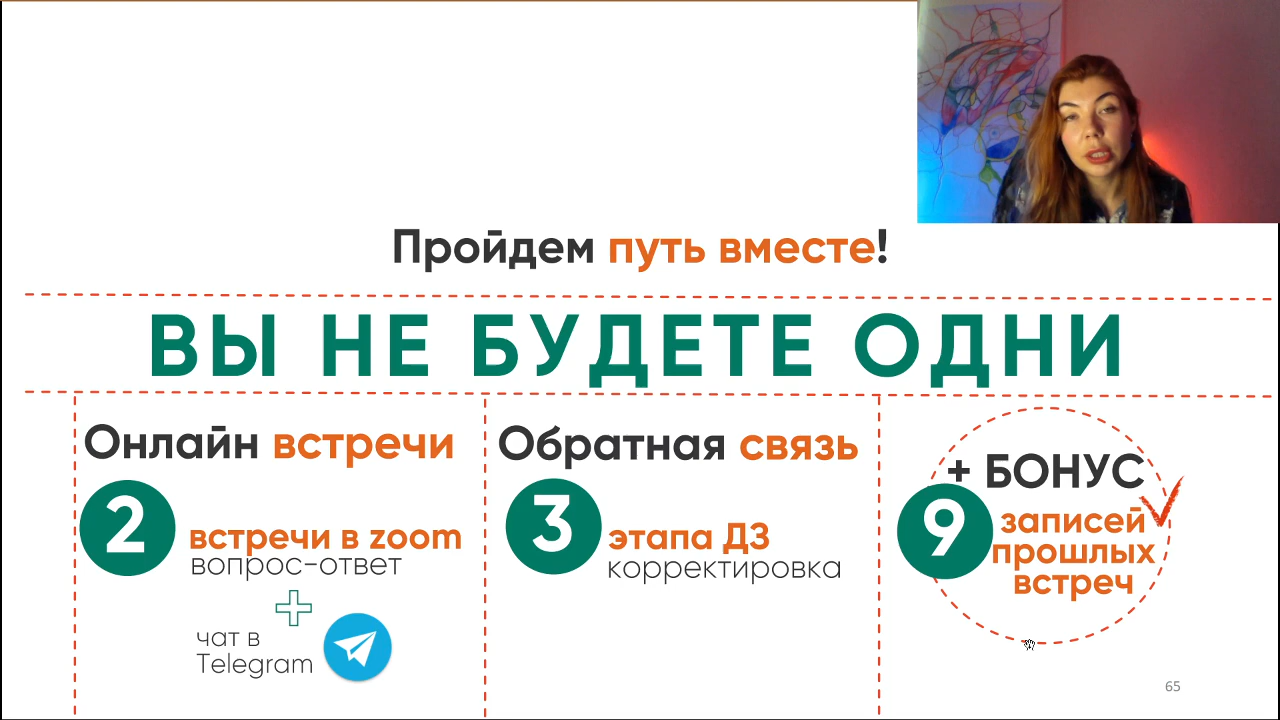 Пройдем путь вместе!
ВЫ НЕ БУДЕТЕ ОДНИ
Онлайн встречи
2
встречи в zoom
вопрос-ответ
чат в
Telegram
Обратная связь
3
этапа ДЗ
корректировка
+ БОНУС
9
записей
прошлых
встреч
65